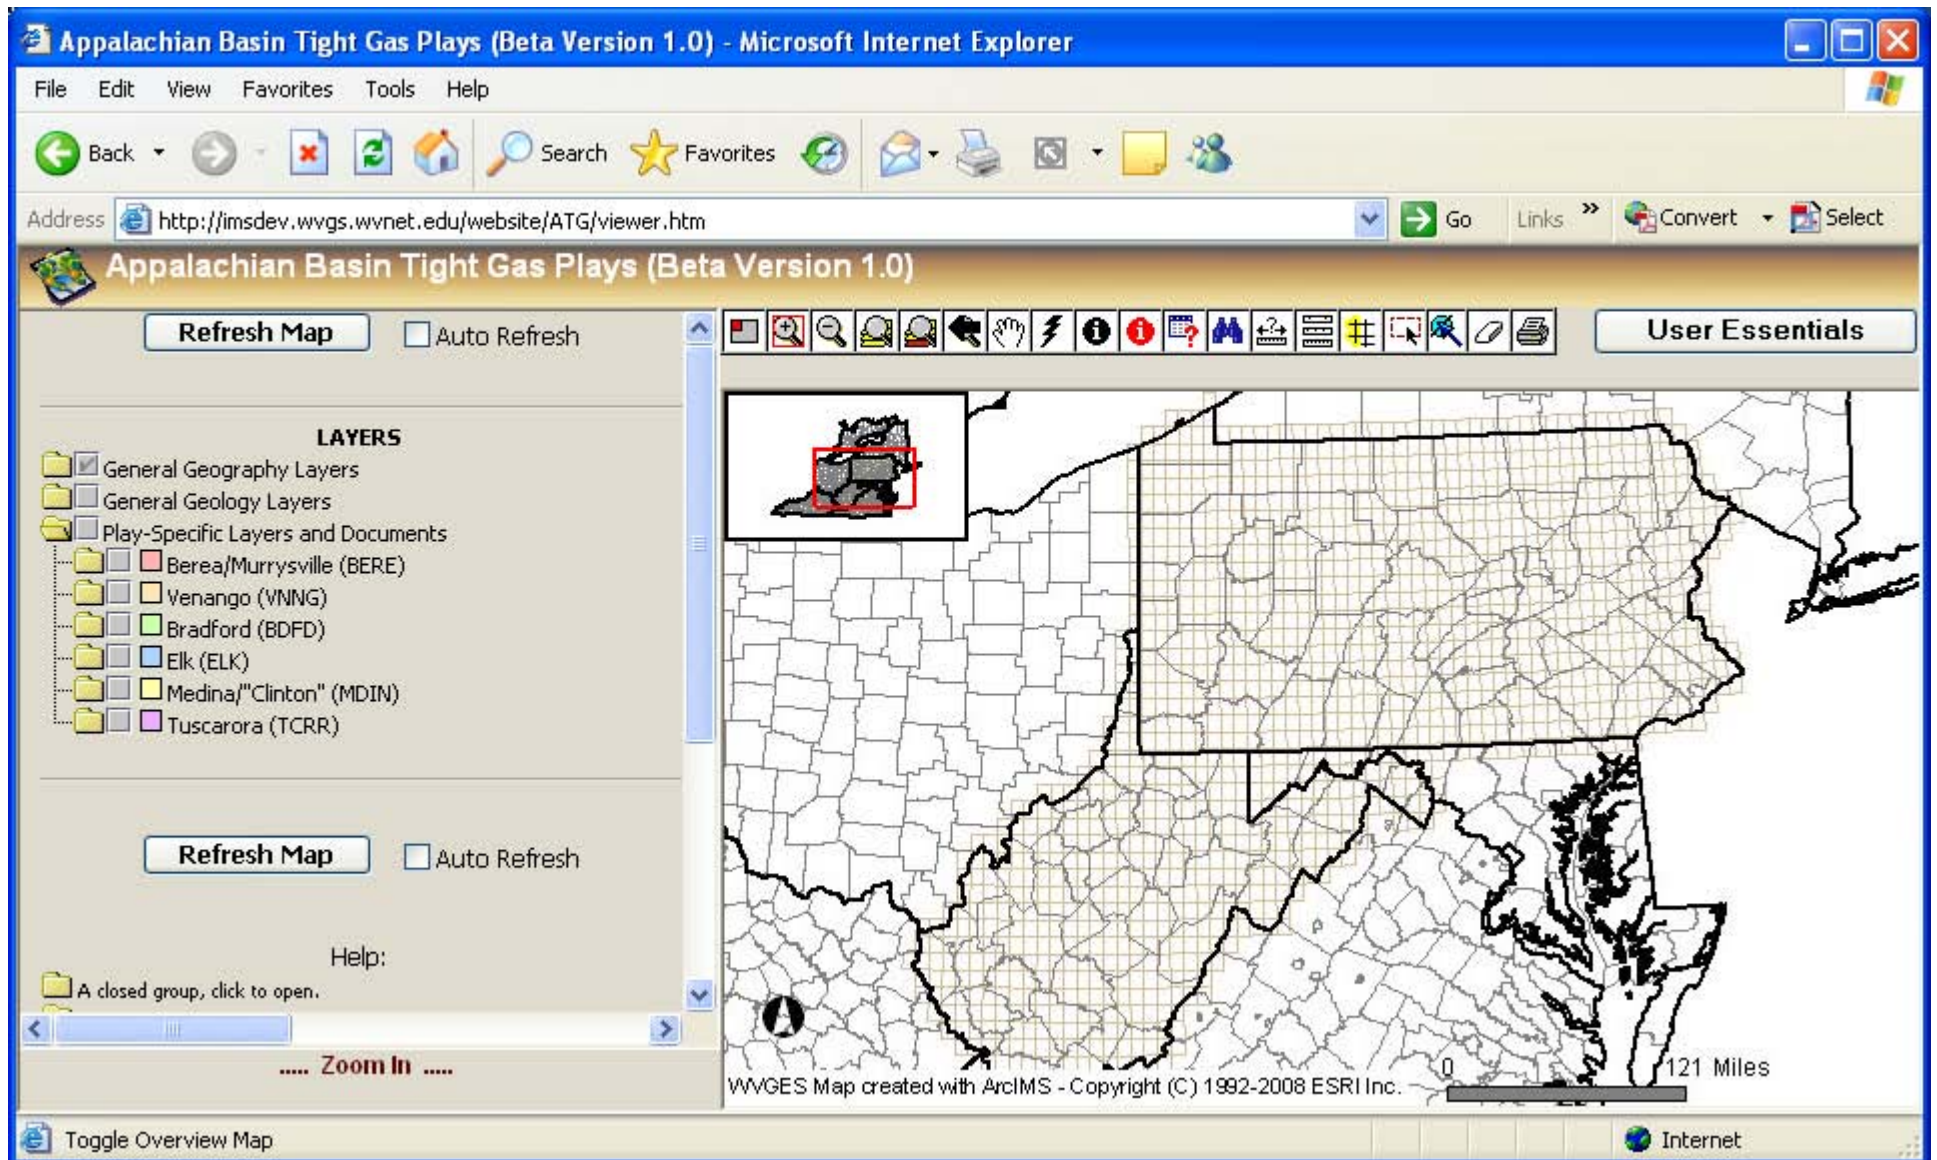 Appalachian Basin Tight Gas Plays (Beta Version 1.0) - Microsoft Internet Explorer
File Edit View Favorites Tools Help
Back Search Favorites
Address http://imsdev.wvgs.wvnet.edu/website/ATG/viewer.htm Go Links » Convert Select
Appalachian Basin Tight Gas Plays (Beta Version 1.0)
Refresh Map Auto Refresh
User Essentials
LAYERS
General Geography Layers
General Geology Layers
Play-Specific Layers and Documents
Berea/Murrysville (BERE)
Venango (VNNG)
Bradford (BDFD)
Elk (ELK)
Medina/"Clinton" (MDIN)
Tuscarora (TCRR)
Refresh Map Auto Refresh
Help:
A closed group, click to open.
..... Zoom In .....
0 121 Miles
WVGES Map created with ArcIMS - Copyright (C) 1992-2008 ESRI Inc.
Toggle Overview Map Internet